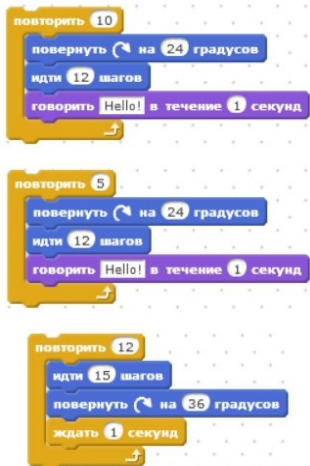 повторить 10
повернуть на 24 градусов
идти 12 шагов
говорить Hello! в течение 1 секунд
повторить 5
повернуть на 24 градусов
идти 12 шагов
говорить Hello! в течение 1 секунд
повторить 12
идти 15 шагов
повернуть на 36 градусов
ждать 1 секунд